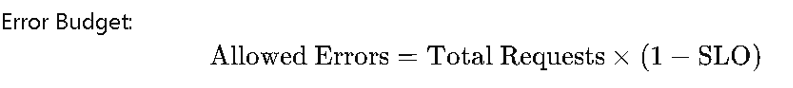 Error Budget:
Allowed Errors = Total Requests × (1 − SLO)